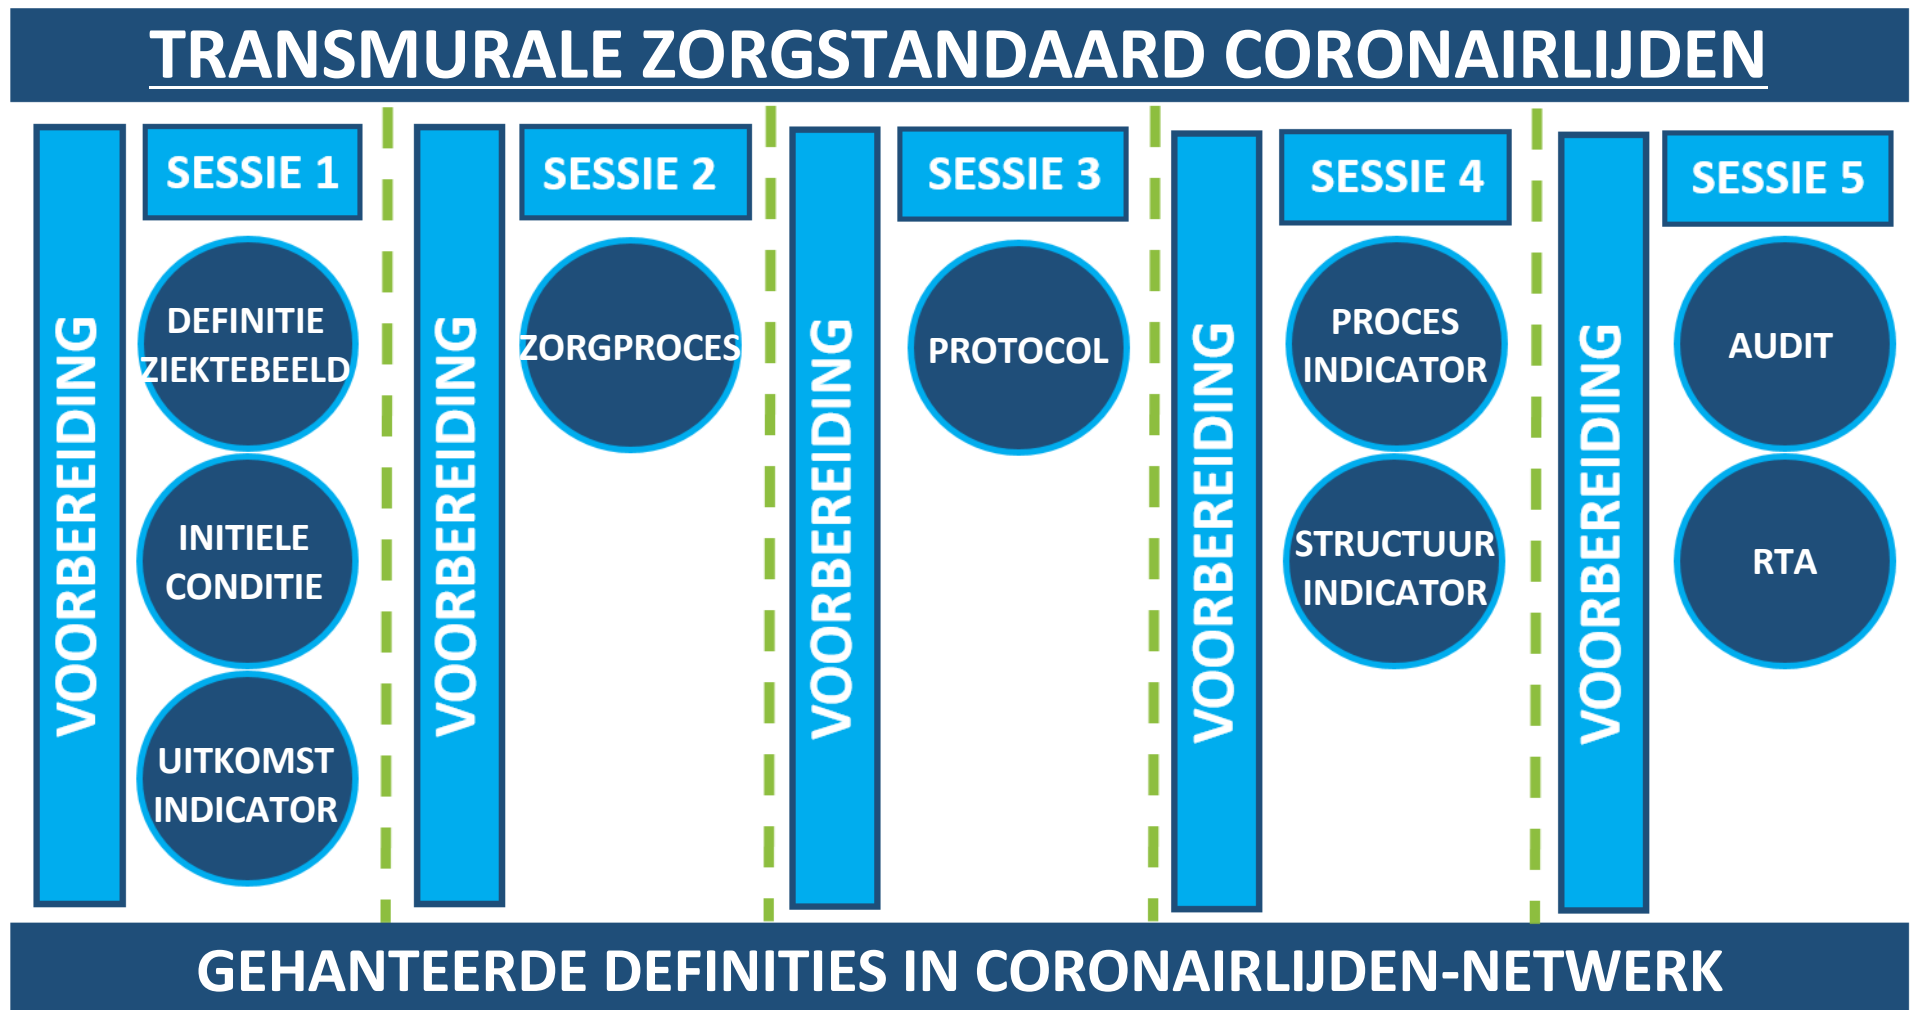 TRANSMURALE ZORGSTANDAARD CORONAIRLIJDEN
VOORBEREIDING
SESSIE 1
DEFINITIE
ZIEKTEBEELD
INITIELE
CONDITIE
UITKOMST
INDICATOR
VOORBEREIDING
SESSIE 2
ZORGPROCES
VOORBEREIDING
SESSIE 3
PROTOCOL
VOORBEREIDING
SESSIE 4
PROCES
INDICATOR
STRUCTUUR
INDICATOR
VOORBEREIDING
SESSIE 5
AUDIT
RTA
GEHANTEERDE DEFINITIES IN CORONAIRLIJDEN-NETWERK